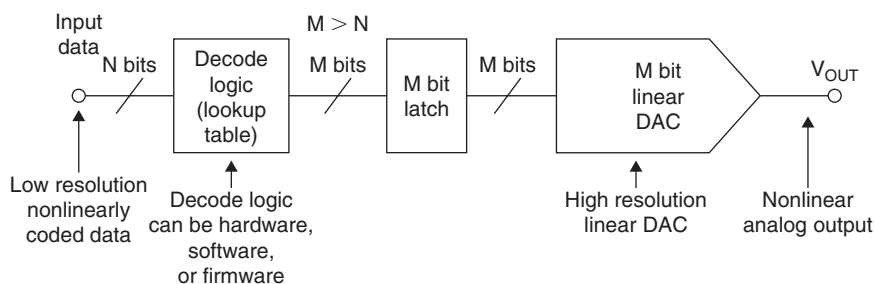 Input
data
N bits
Decode
logic
(lookup
table)
M > N
M bits
M bit
latch
M bits
M bit
linear
DAC
VOUT
Low resolution
nonlinearly
coded data
Decode logic
can be hardware,
software,
or firmware
High resolution
linear DAC
Nonlinear
analog output